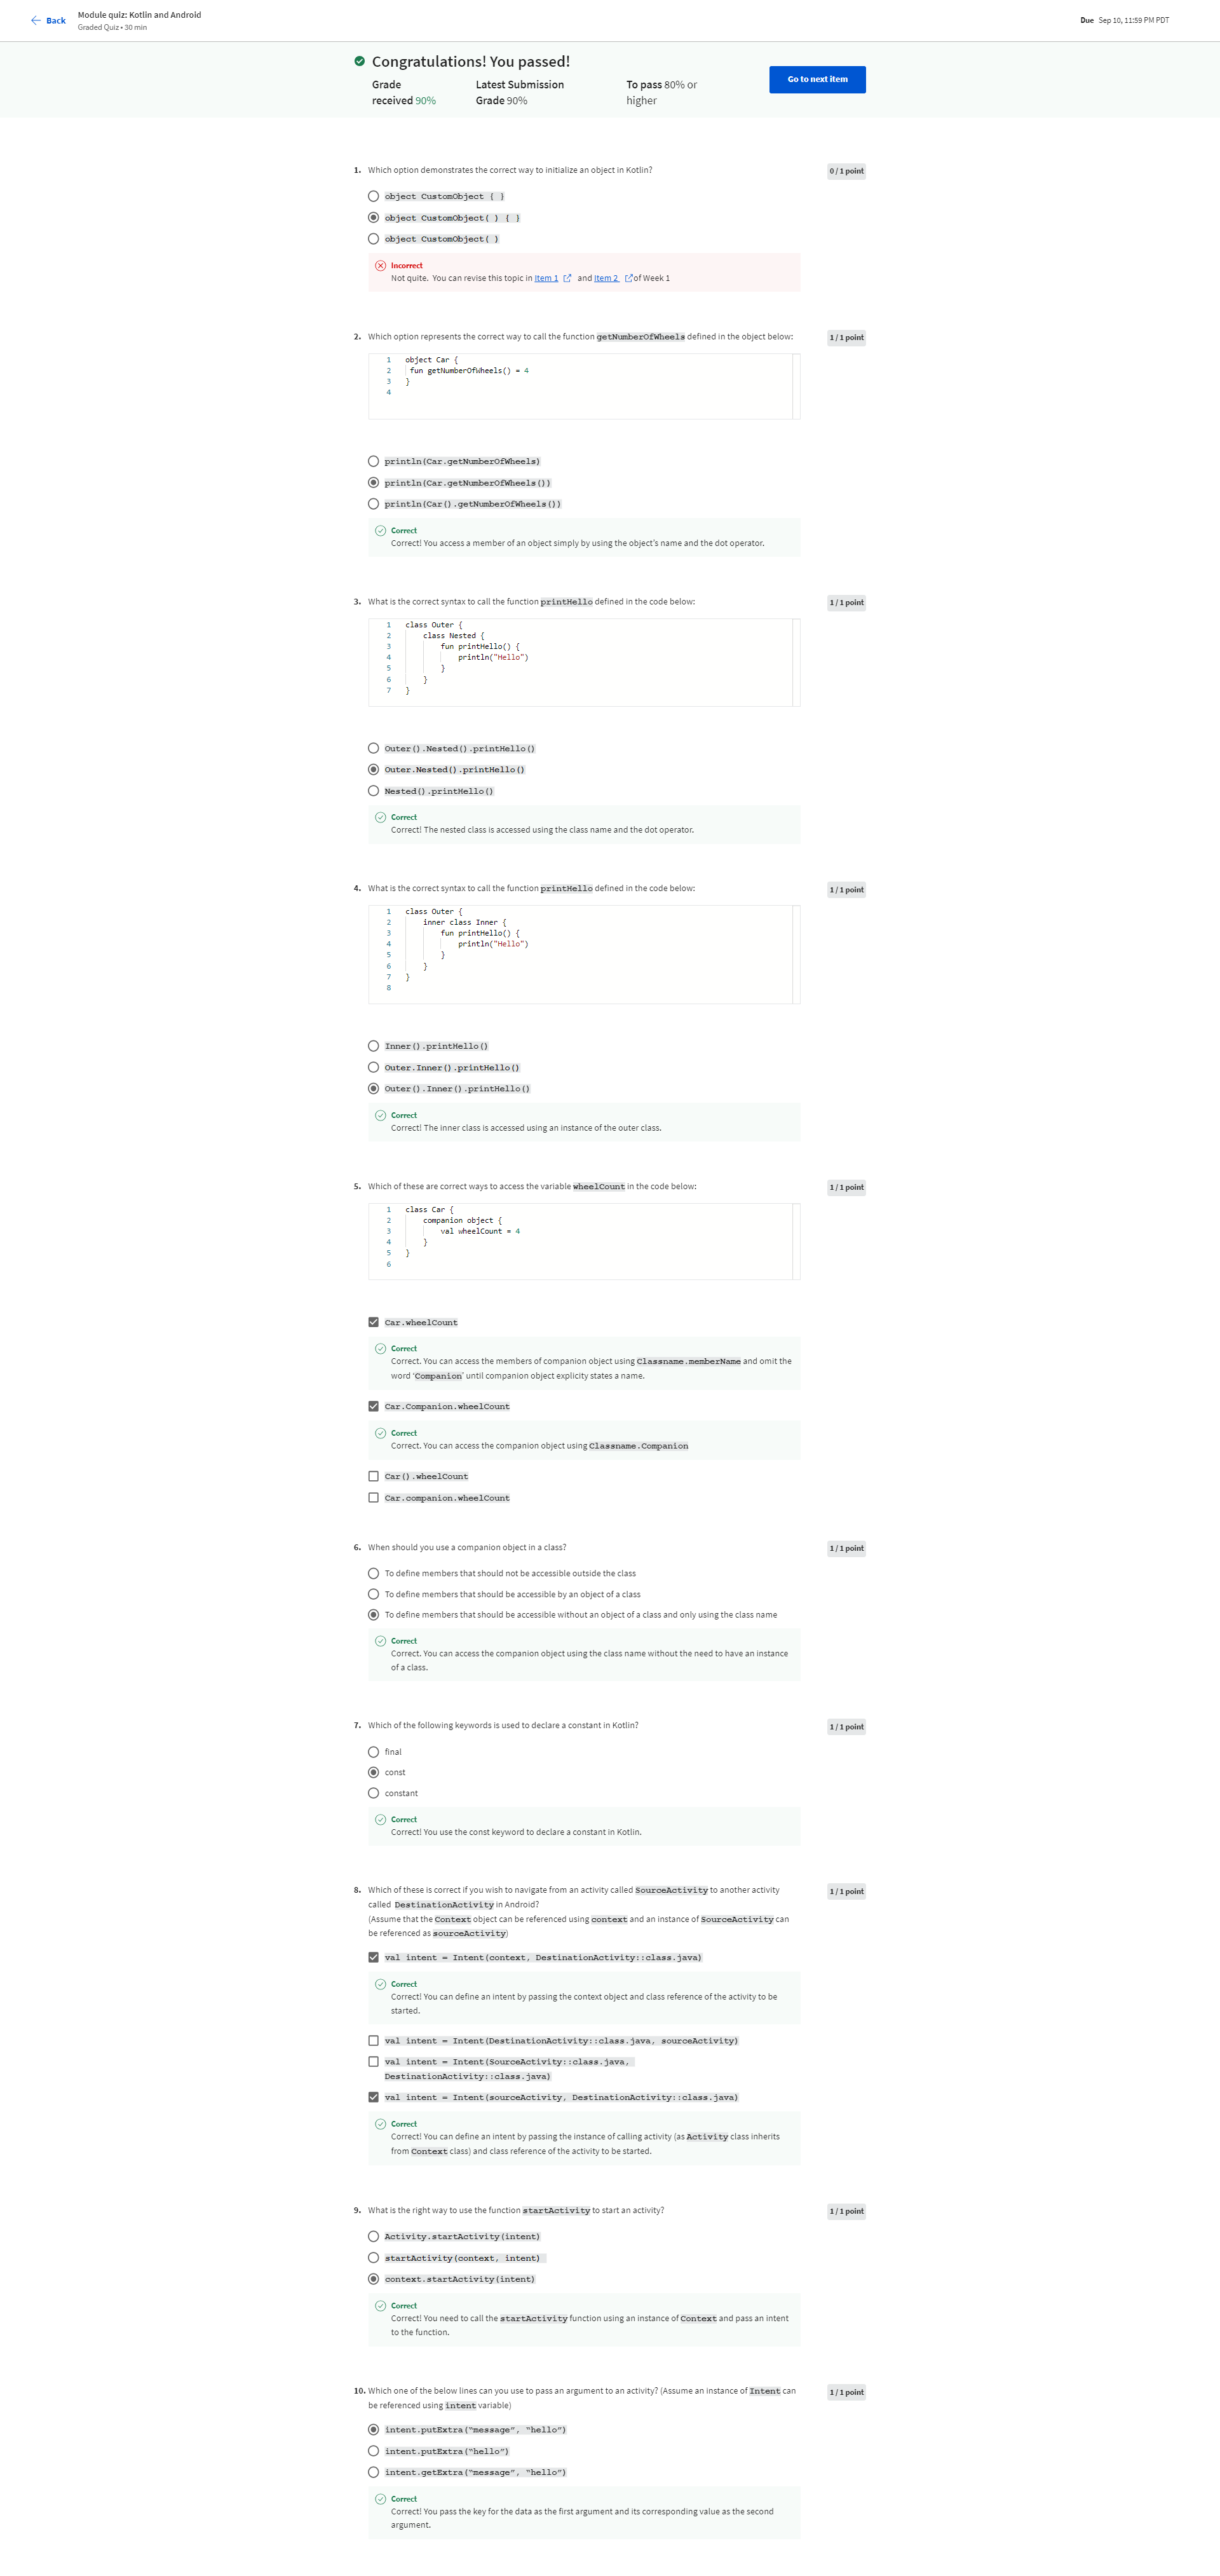 Back
Module quiz: Kotlin and Android
Graded Quiz • 30 min
Due Sep 10, 11:59 PM PDT
Congratulations! You passed!
Grade
received 90%
Latest Submission
Grade 90%
To pass 80% or
higher
Go to next item
1. Which option demonstrates the correct way to initialize an object in Kotlin?
0 / 1 point
object CustomObject { }
object CustomObject( ) { }
object CustomObject( )
Incorrect
Not quite. You can revise this topic in Item 1 and Item 2 of Week 1
2. Which option represents the correct way to call the function getNumberOfWheels defined in the object below:
1 / 1 point
1 object Car {
2 fun getNumberOfWheels() = 4
3 }
4
println(Car.getNumberOfWheels)
println(Car.getNumberOfWheels())
println(Car().getNumberOfWheels())
Correct
Correct! You access a member of an object simply by using the object's name and the dot operator.
3. What is the correct syntax to call the function printHello defined in the code below:
1 / 1 point
1 class Outer {
2 class Nested {
3 fun printHello() {
4 println("Hello")
5 }
6 }
7 }
Outer().Nested().printHello()
Outer.Nested().printHello()
Nested().printHello()
Correct
Correct! The nested class is accessed using the class name and the dot operator.
4. What is the correct syntax to call the function printHello defined in the code below:
1 / 1 point
1 class Outer {
2 inner class Inner {
3 fun printHello() {
4 println("Hello")
5 }
6 }
7 }
8
Inner().printHello()
Outer.Inner().printHello()
Outer().Inner().printHello()
Correct
Correct! The inner class is accessed using an instance of the outer class.
5. Which of these are correct ways to access the variable wheelCount in the code below:
1 / 1 point
1 class Car {
2 companion object {
3 val wheelCount = 4
4 }
5 }
6
Car.wheelCount
Correct
Correct. You can access the members of companion object using Classname.memberName and omit the
word 'Companion' until companion object explicity states a name.
Car.Companion.wheelCount
Correct
Correct. You can access the companion object using Classname.Companion
Car().wheelCount
Car.companion.wheelCount
6. When should you use a companion object in a class?
1 / 1 point
To define members that should not be accessible outside the class
To define members that should be accessible by an object of a class
To define members that should be accessible without an object of a class and only using the class name
Correct
Correct. You can access the companion object using the class name without the need to have an instance
of a class.
7. Which of the following keywords is used to declare a constant in Kotlin?
1 / 1 point
final
const
constant
Correct
Correct! You use the const keyword to declare a constant in Kotlin.
8. Which of these is correct if you wish to navigate from an activity called SourceActivity to another activity
called DestinationActivity in Android?
(Assume that the Context object can be referenced using context and an instance of SourceActivity can
be referenced as sourceActivity)
1 / 1 point
val intent = Intent(context, DestinationActivity::class.java)
Correct
Correct! You can define an intent by passing the context object and class reference of the activity to be
started.
val intent = Intent(DestinationActivity::class.java, sourceActivity)
val intent = Intent(SourceActivity::class.java,
DestinationActivity::class.java)
val intent = Intent(sourceActivity, DestinationActivity::class.java)
Correct
Correct! You can define an intent by passing the instance of calling activity (as Activity class inherits
from Context class) and class reference of the activity to be started.
9. What is the right way to use the function startActivity to start an activity?
1 / 1 point
Activity.startActivity(intent)
startActivity(context, intent)
context.startActivity(intent)
Correct
Correct! You need to call the startActivity function using an instance of Context and pass an intent
to the function.
10. Which one of the below lines can you use to pass an argument to an activity? (Assume an instance of Intent can
be referenced using intent variable)
1 / 1 point
intent.putExtra("message", "hello")
intent.putExtra("hello")
intent.getExtra("message", "hello")
Correct
Correct! You pass the key for the data as the first argument and its corresponding value as the second
argument.